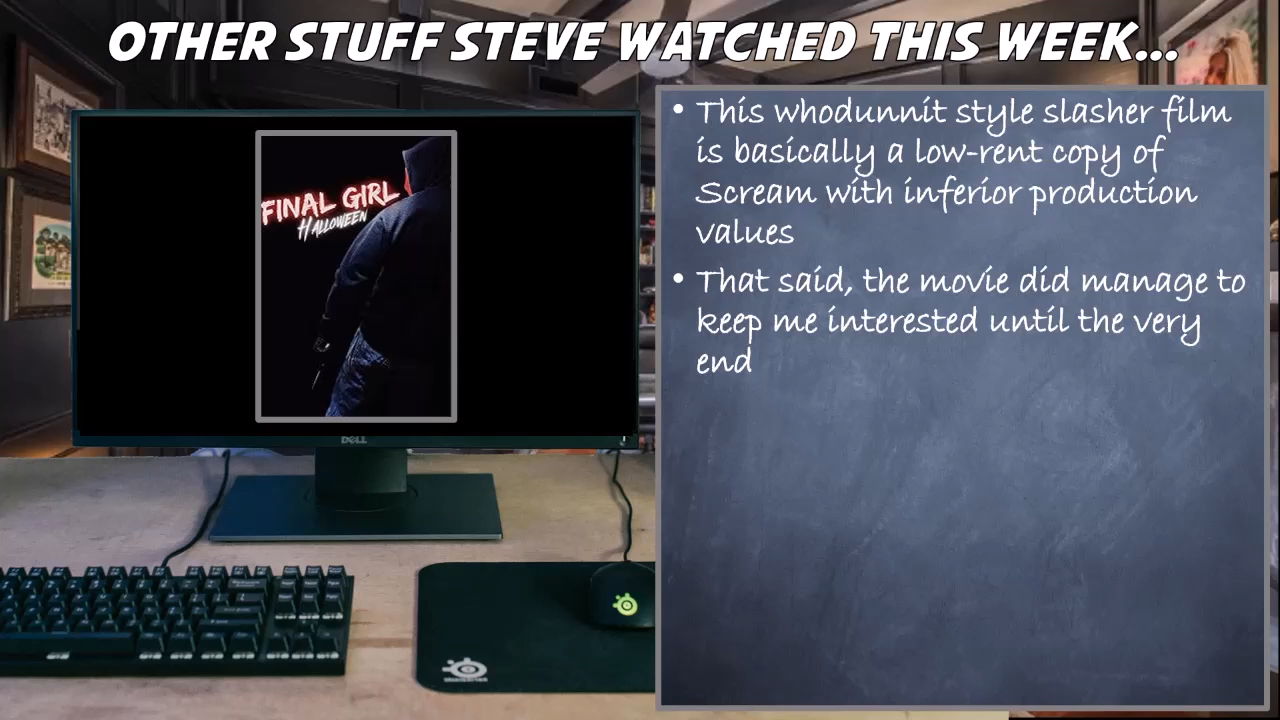 OTHER STUFF STEVE WATCHED THIS WEEK...
FINAL GIRL
HALLOWEEN
DELL
• This whodunnit style slasher film
is basically a low-rent copy of
Scream with inferior production
values
• That said, the movie did manage to
keep me interested until the very
end